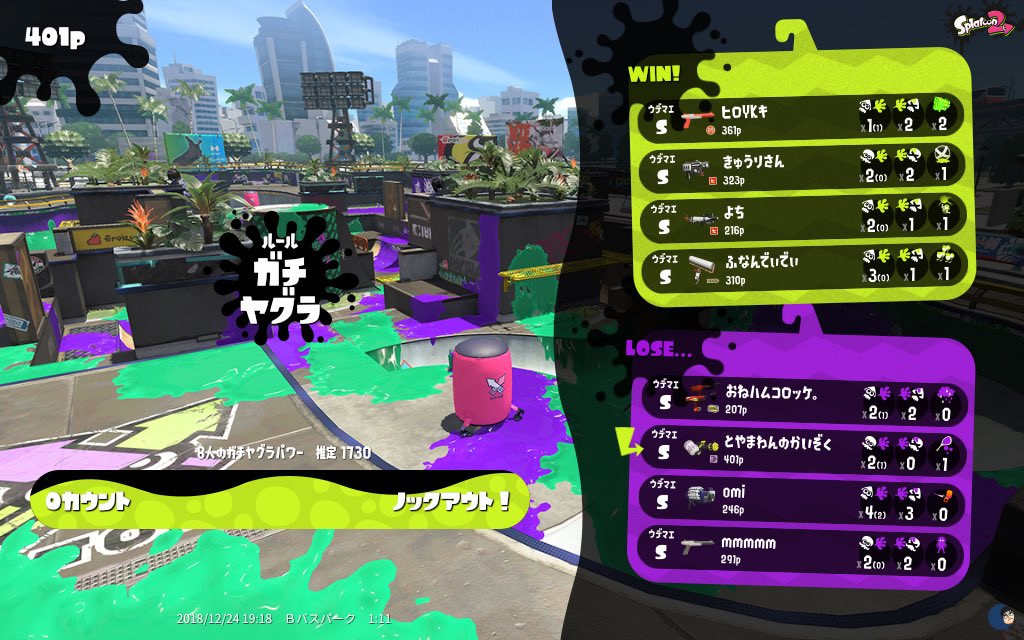 401p
Splatoon 2
WIN!
ウデマエ
S
ヒロリKキ
361p
x1(1) x2 x2
ウデマエ
S
きゅうりさん
323p
x2(0) x2 x1
ウデマエ
S
よち
216p
x2(0) x1 x1
ウデマエ
S
ふなんでぃでぃ
310p
x3(0) x1 x1
ルール
ガチ
ヤグラ
LOSE...
ウデマエ
S
おねハムコロッケ。
207p
x2(1) x2 x0
ウデマエ
S
とやまわんのかいぞく
401p
x2(1) x0 x1
ウデマエ
S
omi
246p
x4(2) x3 x0
ウデマエ
S
mmmmm
291p
x2(0) x2 x0
8人のガチヤグラパワー 推定 1730
0カウント
ノックアウト!
2018/12/24 19:18 Bバスパーク 1:11